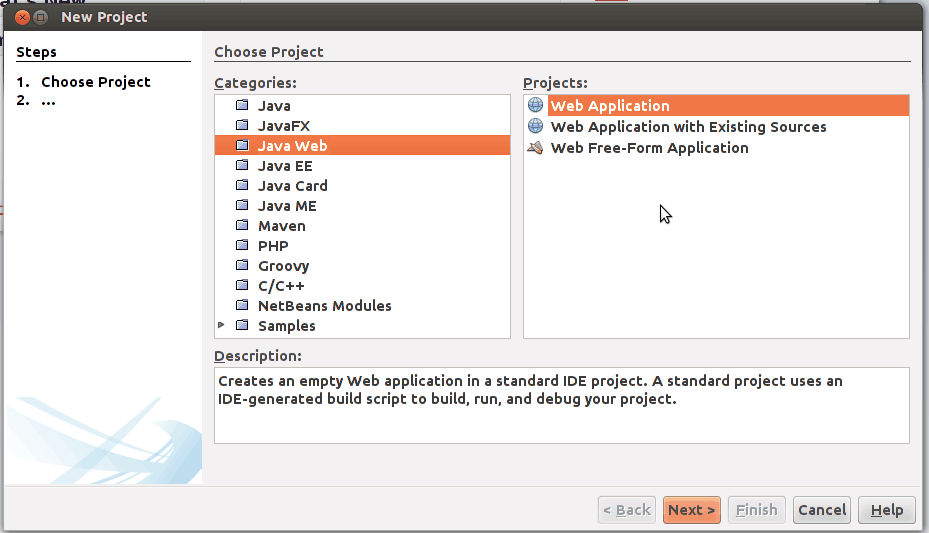 New Project
Steps
1. Choose Project
2. ...
Choose Project
Categories:
Java
JavaFX
Java Web
Java EE
Java Card
Java ME
Maven
PHP
Groovy
C/C++
NetBeans Modules
Samples
Projects:
Web Application
Web Application with Existing Sources
Web Free-Form Application
Description:
Creates an empty Web application in a standard IDE project. A standard project uses an
IDE-generated build script to build, run, and debug your project.
< Back
Next >
Finish
Cancel
Help